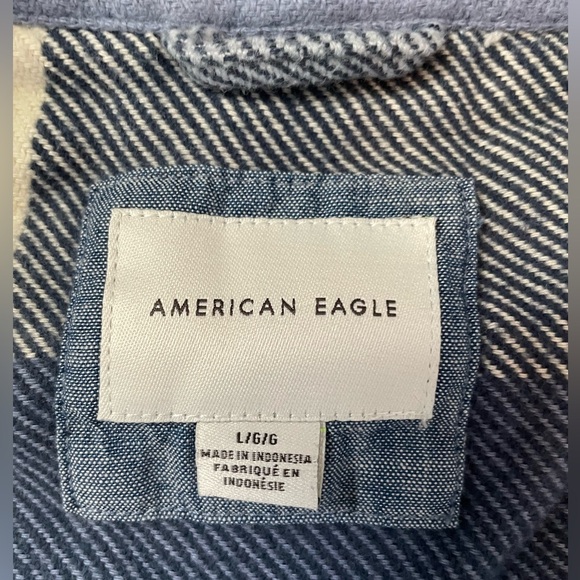 AMERICAN EAGLE
L/G/G
MADE IN INDONESIA
FABRIQUÉ EN
INDONÉSIE